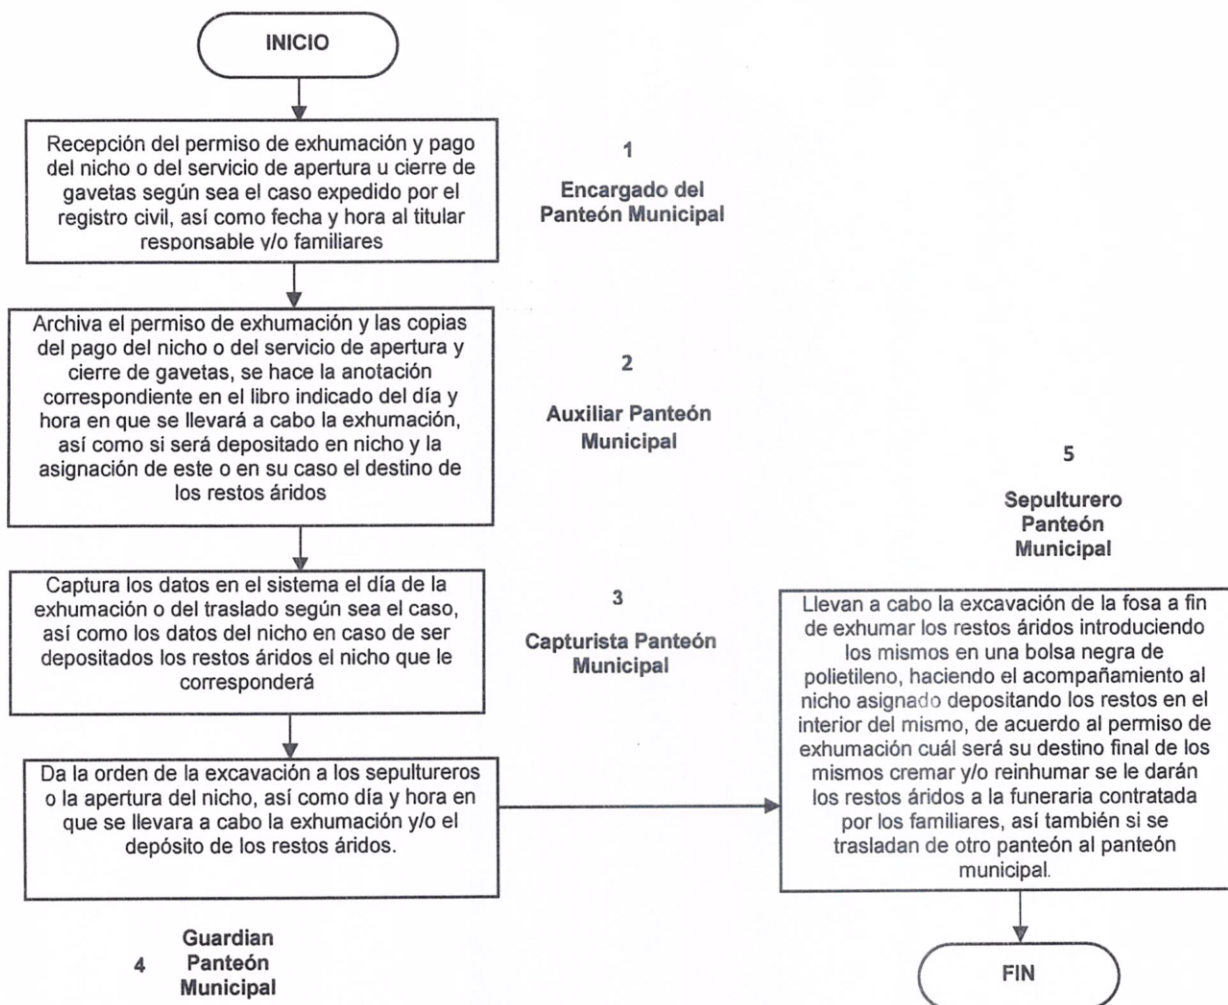 INICIO
Recepción del permiso de exhumación y pago
del nicho o del servicio de apertura u cierre de
gavetas según sea el caso expedido por el
registro civil, así como fecha y hora al titular
responsable y/o familiares
1
Encargado del
Panteón Municipal
Archiva el permiso de exhumación y las copias
del pago del nicho o del servicio de apertura y
cierre de gavetas, se hace la anotación
correspondiente en el libro indicado del día y
hora en que se llevará a cabo la exhumación,
así como si será depositado en nicho y la
asignación de este o en su caso el destino de
los restos áridos
2
Auxiliar Panteón
Municipal
Captura los datos en el sistema el día de la
exhumación o del traslado según sea el caso,
así como los datos del nicho en caso de ser
depositados los restos áridos el nicho que le
corresponderá
3
Capturista Panteón
Municipal
Da la orden de la excavación a los sepultureros
o la apertura del nicho, así como día y hora en
que se llevara a cabo la exhumación y/o el
depósito de los restos áridos.
4
Guardian
Panteón
Municipal
5
Sepulturero
Panteón
Municipal
Llevan a cabo la excavación de la fosa a fin
de exhumar los restos áridos introduciendo
los mismos en una bolsa negra de
polietileno, haciendo el acompañamiento al
nicho asignado depositando los restos en el
interior del mismo, de acuerdo al permiso de
exhumación cuál será su destino final de los
mismos cremar y/o reinhumar se le darán
los restos áridos a la funeraria contratada
por los familiares, así también si se
trasladan de otro panteón al panteón
municipal.
FIN